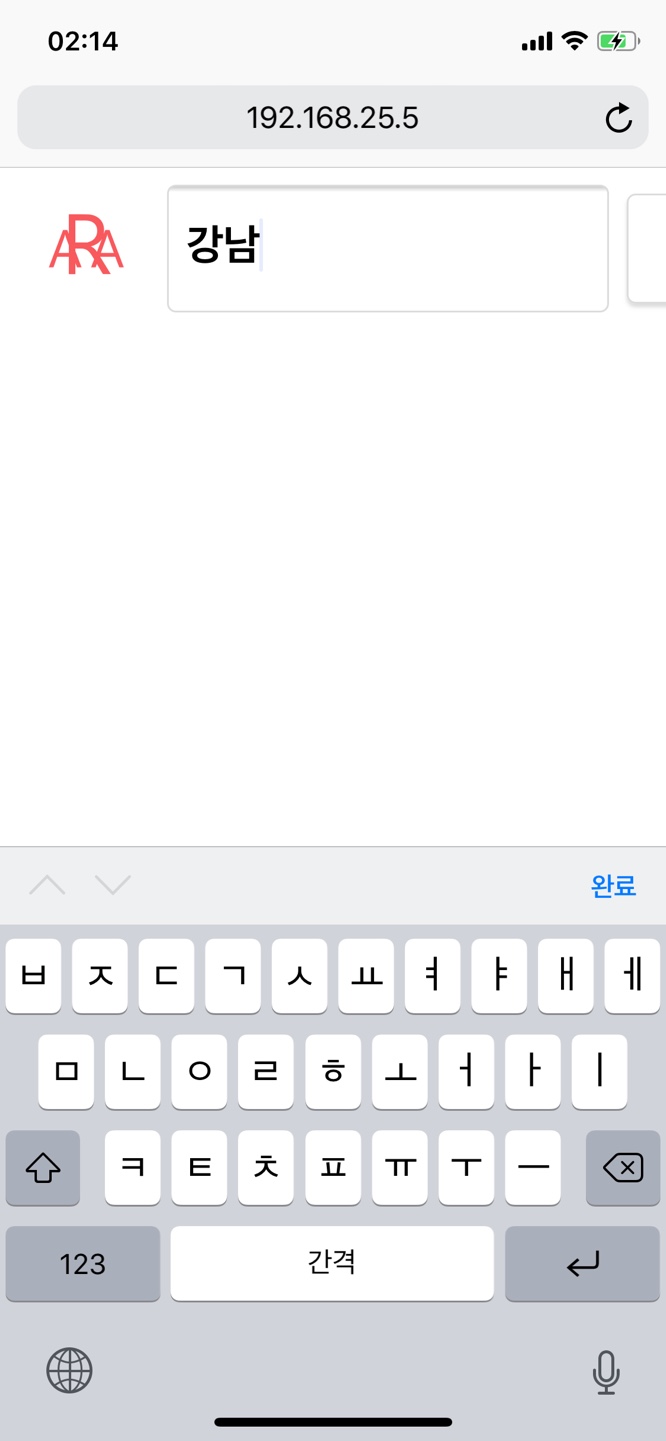 02:14
192.168.25.5
ARA
강남
완료
ㅂ ㅈ ㄷ ㄱ ㅅ ㅛ ㅕ ㅑ ㅐ ㅔ
ㅁ ㄴ ㅇ ㄹ ㅎ ㅗ ㅓ ㅏ ㅣ
ㅋ ㅌ ㅊ ㅍ ㅠ ㅜ ㅡ
123 간격